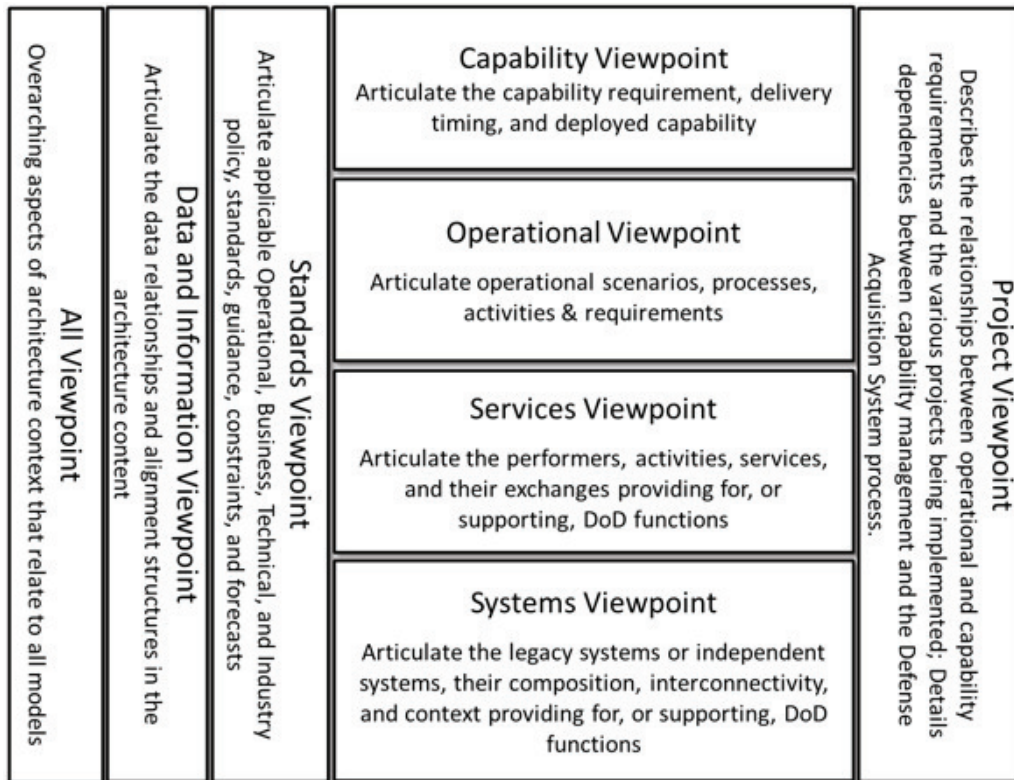 All Viewpoint
Overarching aspects of architecture context that relate to all models
Data and Information Viewpoint
Articulate the data relationships and alignment structures in the
architecture content
Standards Viewpoint
Articulate applicable Operational, Business, Technical, and Industry
policy, standards, guidance, constraints, and forecasts
Capability Viewpoint
Articulate the capability requirement, delivery
timing, and deployed capability
Operational Viewpoint
Articulate operational scenarios, processes,
activities & requirements
Services Viewpoint
Articulate the performers, activities, services,
and their exchanges providing for, or
supporting, DoD functions
Systems Viewpoint
Articulate the legacy systems or independent
systems, their composition, interconnectivity,
and context providing for, or supporting, DoD
functions
Project Viewpoint
Describes the relationships between operational and capability
requirements and the various projects being implemented; Details
dependencies between capability management and the Defense
Acquisition System process.